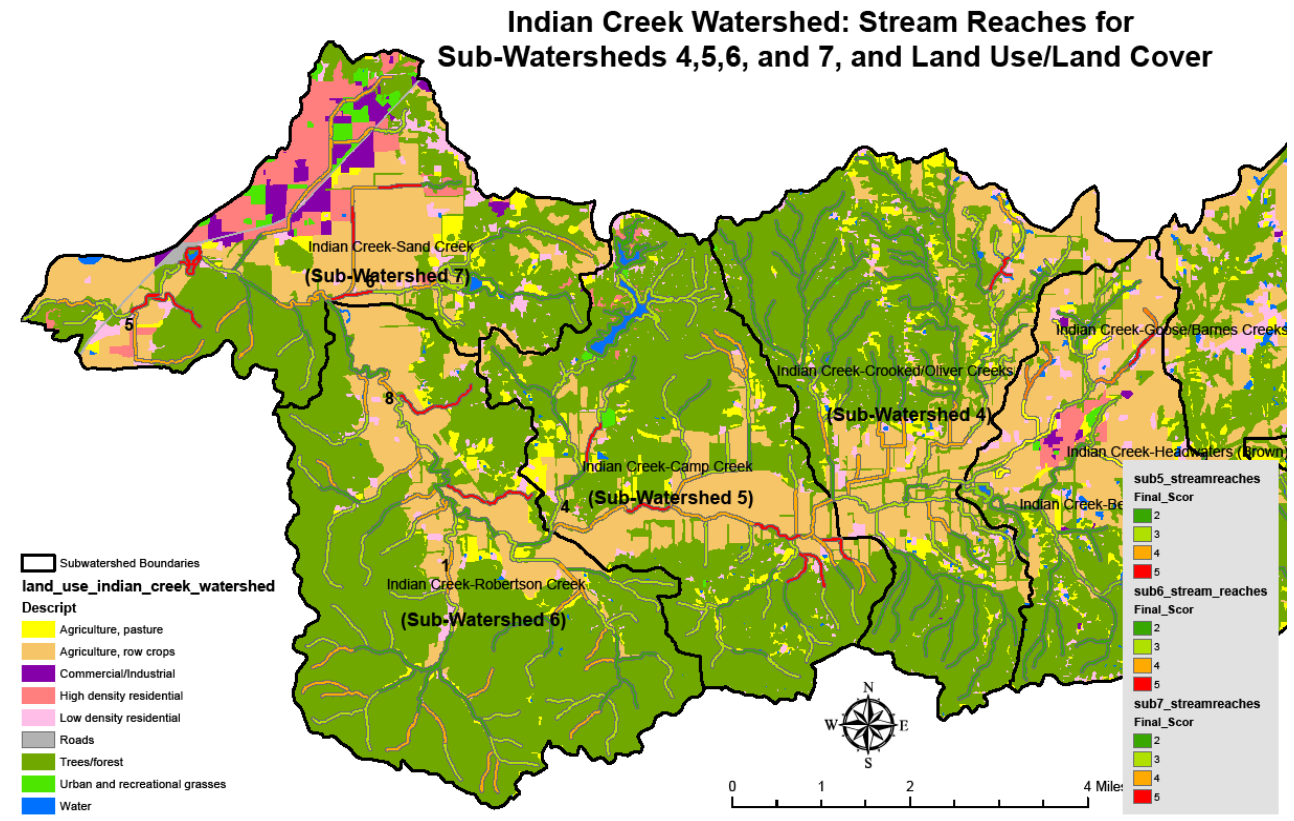 Indian Creek Watershed: Stream Reaches for
Sub-Watersheds 4,5,6, and 7, and Land Use/Land Cover
Indian Creek-Sand Creek
(Sub-Watershed 7)
6
5
Indian Creek-Goose/Barnes Creeks
Indian Creek-Crooked/Oliver Creeks
8
(Sub-Watershed 4)
Indian Creek-Headwaters (Brown
Indian Creek-Camp Creek
(Sub-Watershed 5)
4
Indian Creek-Be
1
Indian Creek-Robertson Creek
(Sub-Watershed 6)
Subwatershed Boundaries
land_use_indian_creek_watershed
Descript
Agriculture, pasture
Agriculture, row crops
Commercial/Industrial
High density residential
Low density residential
Roads
Trees/forest
Urban and recreational grasses
Water
N
W E
S
0 1 2 4 Miles
sub5_streamreaches
Final_Scor
2
3
4
5
sub6_stream_reaches
Final_Scor
2
3
4
5
sub7_streamreaches
Final_Scor
2
3
4
5